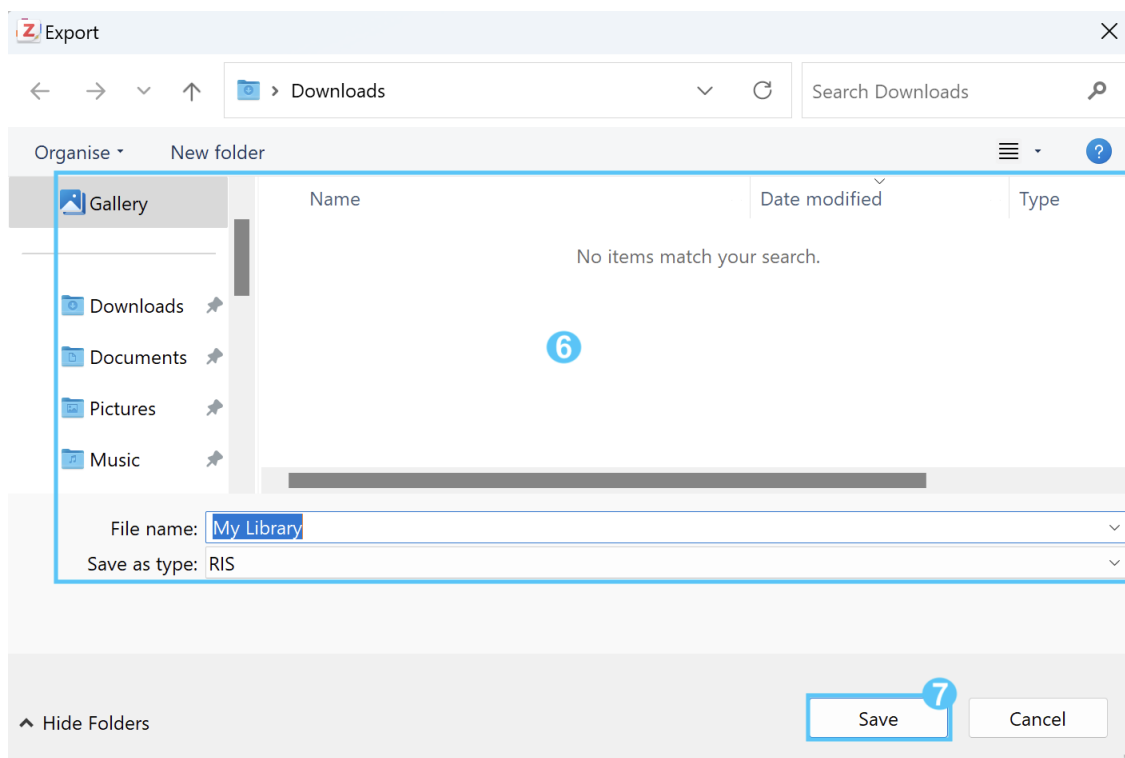 Z Export
Downloads
Search Downloads
Organise
New folder
?
Gallery
Name
Date modified
Type
No items match your search.
Downloads
Documents
Pictures
Music
6
File name: My Library
Save as type: RIS
7
Hide Folders
Save
Cancel